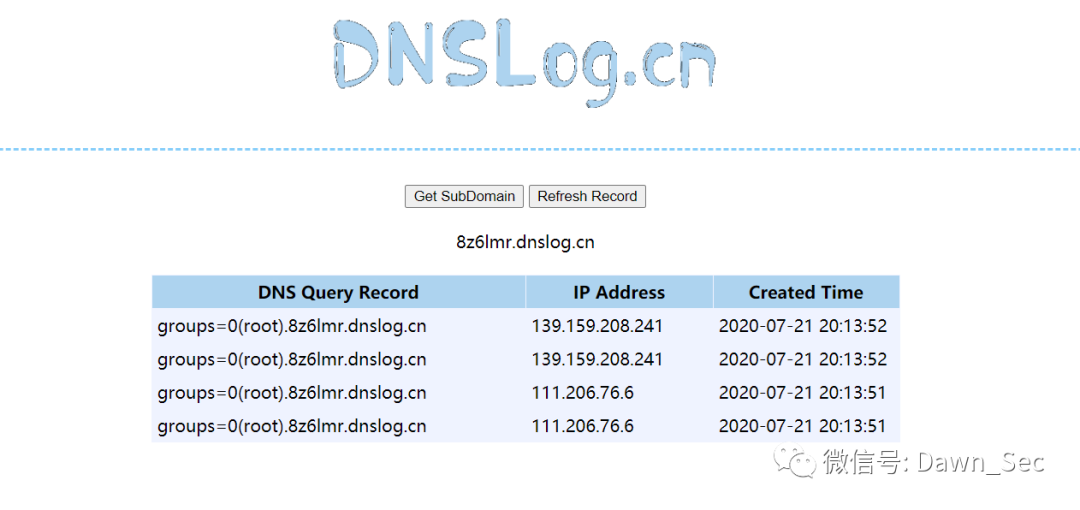 DNSLog.cn
Get SubDomain Refresh Record
8z6lmr.dnslog.cn
DNS Query Record IP Address Created Time
groups=0(root).8z6lmr.dnslog.cn 139.159.208.241 2020-07-21 20:13:52
groups=0(root).8z6lmr.dnslog.cn 139.159.208.241 2020-07-21 20:13:52
groups=0(root).8z6lmr.dnslog.cn 111.206.76.6 2020-07-21 20:13:51
groups=0(root).8z6lmr.dnslog.cn 111.206.76.6 2020-07-21 20:13:51
微信号: Dawn_Sec